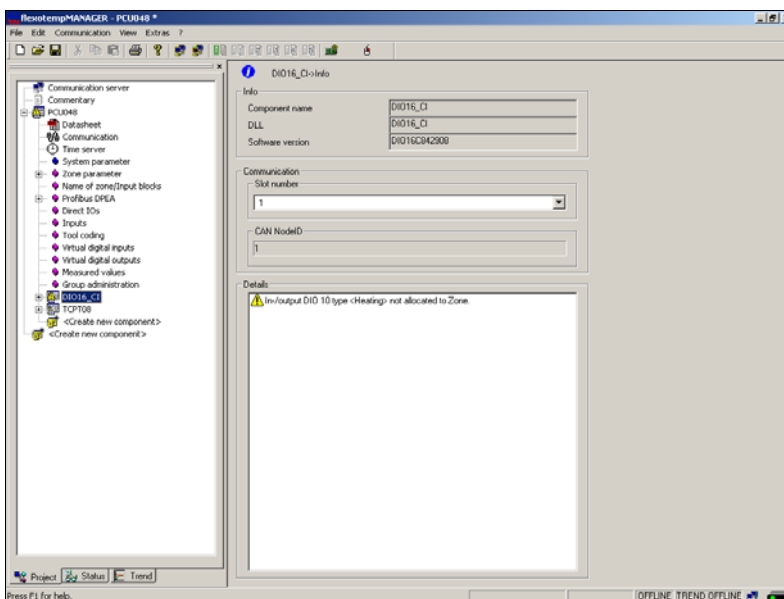 flexotempMANAGER - PCU048 *
File Edit Communication View Extras ?
Communication server
Commentary
PCU048
Datasheet
Communication
Time server
System parameter
Zone parameter
Name of zone/Input blocks
Profibus DPEA
Direct IOs
Inputs
Tool coding
Virtual digital inputs
Virtual digital outputs
Measured values
Group administration
DIO16_CI
TCPT08
<Create new component>
<Create new component>
Project Status Trend
DIO16_CI->Info
Info
Component name DIO16_CI
DLL DIO16_CI
Software version DIO16C842908
Communication
Slot number
1
CAN NodeID
1
Details
In-/output DIO 10 type <Heating> not allocated to Zone.
Press F1 for help.
OFFLINE TREND OFFLINE